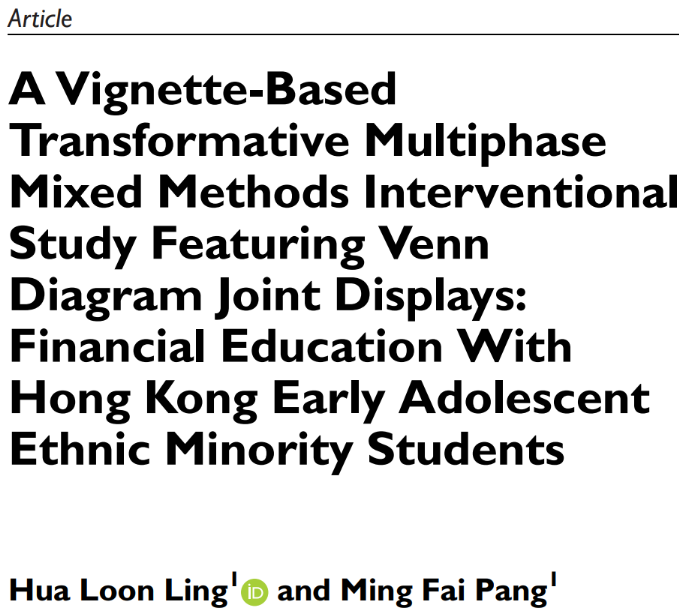 Article
A Vignette-Based
Transformative Multiphase
Mixed Methods Interventional
Study Featuring Venn
Diagram Joint Displays:
Financial Education With
Hong Kong Early Adolescent
Ethnic Minority Students
Hua Loon Ling1 iD and Ming Fai Pang1